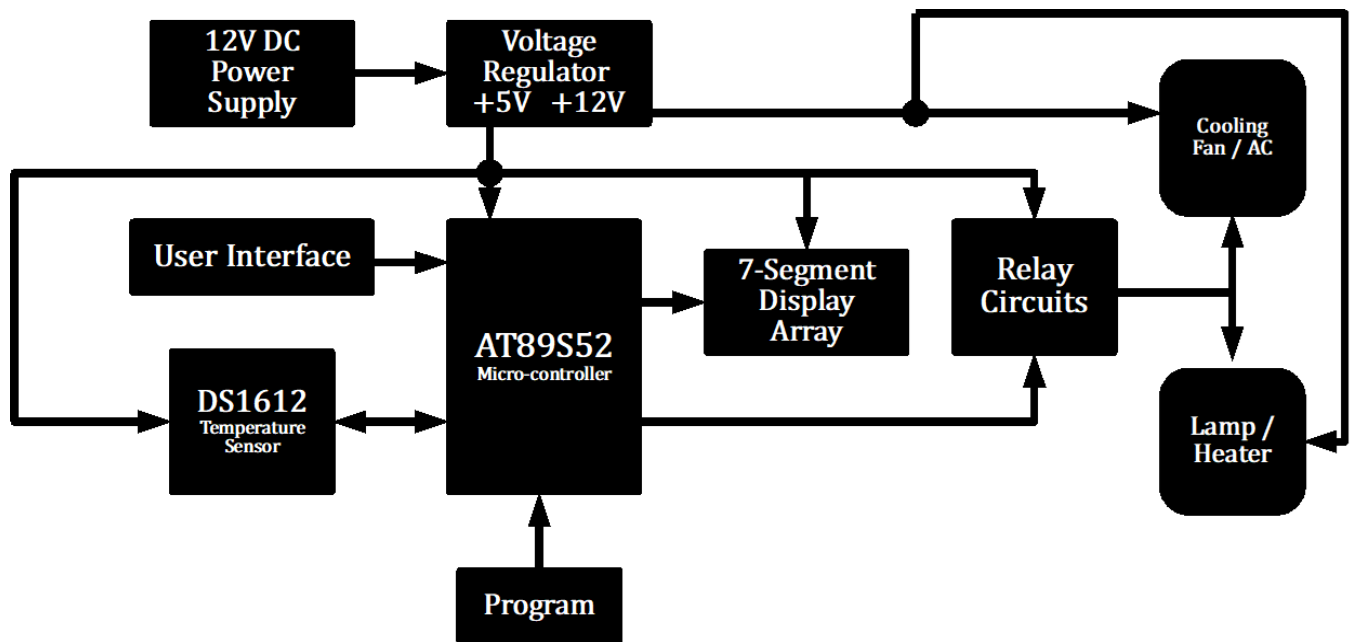 12V DC
Power
Supply
Voltage
Regulator
+5V +12V
Cooling
Fan / AC
User Interface
7-Segment
Display
Array
Relay
Circuits
AT89S52
Micro-controller
DS1612
Temperature
Sensor
Lamp /
Heater
Program